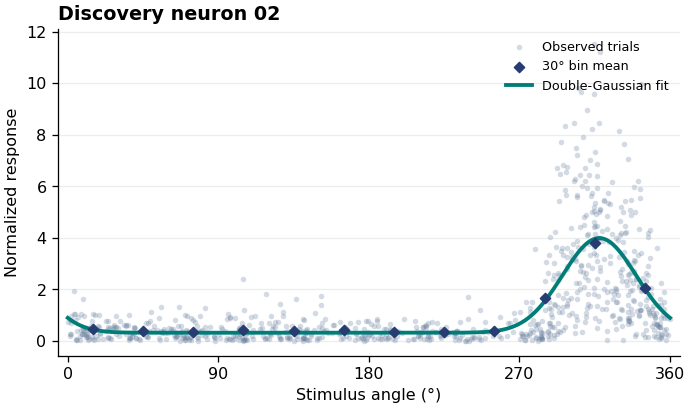 Discovery neuron 02
Normalized response
12
10
8
6
4
2
0
Observed trials
30° bin mean
Double-Gaussian fit
0 90 180 270 360
Stimulus angle (°)